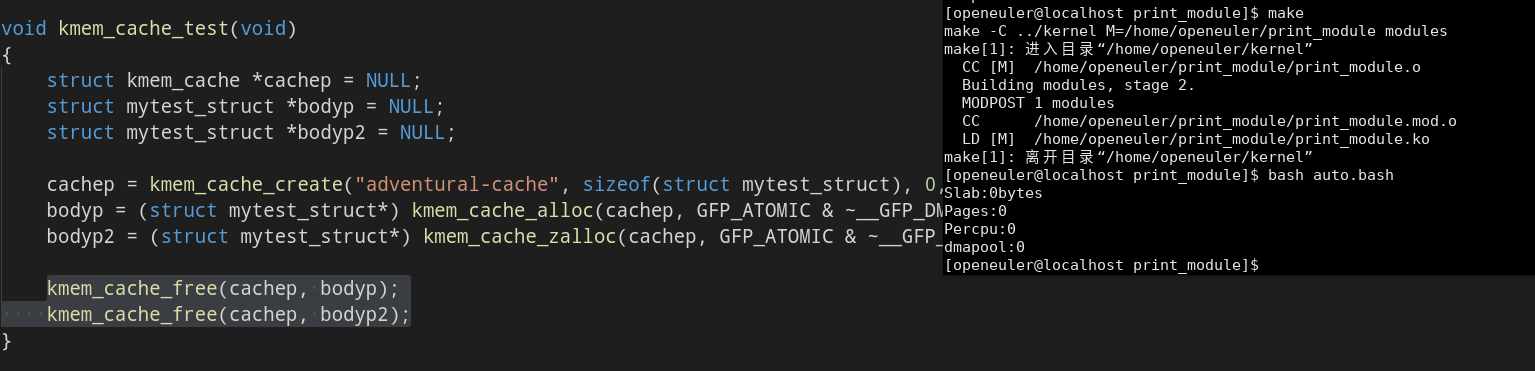 void kmem_cache_test(void)
{
    struct kmem_cache *cachep = NULL;
    struct mytest_struct *bodyp = NULL;
    struct mytest_struct *bodyp2 = NULL;

    cachep = kmem_cache_create("adventural-cache", sizeof(struct mytest_struct), 0,
    bodyp = (struct mytest_struct*) kmem_cache_alloc(cachep, GFP_ATOMIC & ~__GFP_DM
    bodyp2 = (struct mytest_struct*) kmem_cache_zalloc(cachep, GFP_ATOMIC & ~__GFP_

    kmem_cache_free(cachep, bodyp);
    kmem_cache_free(cachep, bodyp2);
}
[openeuler@localhost print_module]$ make
make -C ../kernel M=/home/openeuler/print_module modules
make[1]: 进入目录“/home/openeuler/kernel”
  CC [M]  /home/openeuler/print_module/print_module.o
  Building modules, stage 2.
  MODPOST 1 modules
  CC      /home/openeuler/print_module/print_module.mod.o
  LD [M]  /home/openeuler/print_module/print_module.ko
make[1]: 离开目录“/home/openeuler/kernel”
[openeuler@localhost print_module]$ bash auto.bash
Slab:0bytes
Pages:0
Percpu:0
dmapool:0
[openeuler@localhost print_module]$